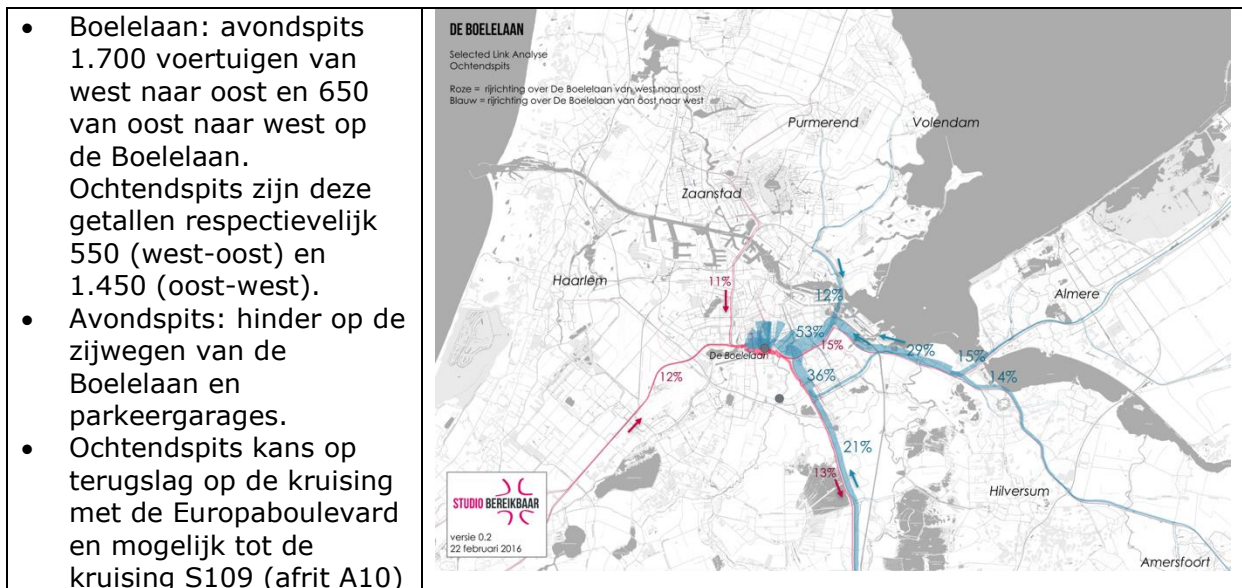 • Boelelaan: avondspits
1.700 voertuigen van
west naar oost en 650
van oost naar west op
de Boelelaan.
Ochtendspits zijn deze
getallen respectievelijk
550 (west-oost) en
1.450 (oost-west).
• Avondspits: hinder op de
zijwegen van de
Boelelaan en
parkeergarages.
• Ochtendspits kans op
terugslag op de kruising
met de Europaboulevard
en mogelijk tot de
kruising S109 (afrit A10)
DE BOELELAAN
Selected Link Analyse
Ochtendspits
Roze = rijrichting over De Boelelaan van west naar oost
Blauw = rijrichting over De Boelelaan van oost naar west
Purmerend
Volendam
Zaanstad
Haarlem
11%
12%
Almere
53%
15%
29%
15%
De Boelelaan
12%
36%
14%
21%
13%
Hilversum
STUDIO BEREIKBAAR
versie 0.2
22 februari 2016
Amersfoort